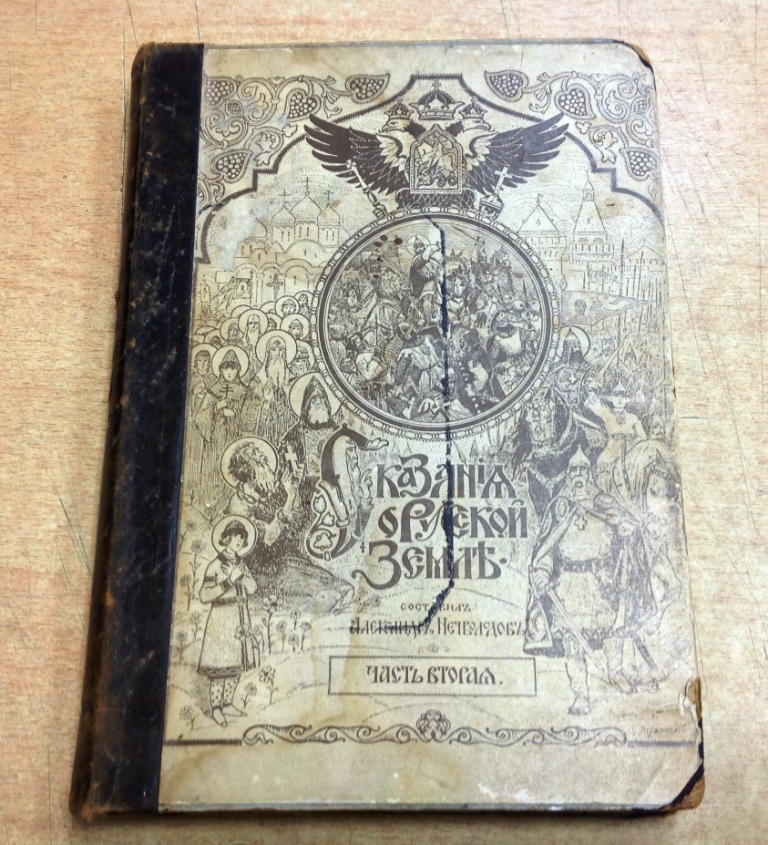 Сказанія
о Русской
Землѣ.
составилъ
Александръ Нечволодовъ
Часть вторая.